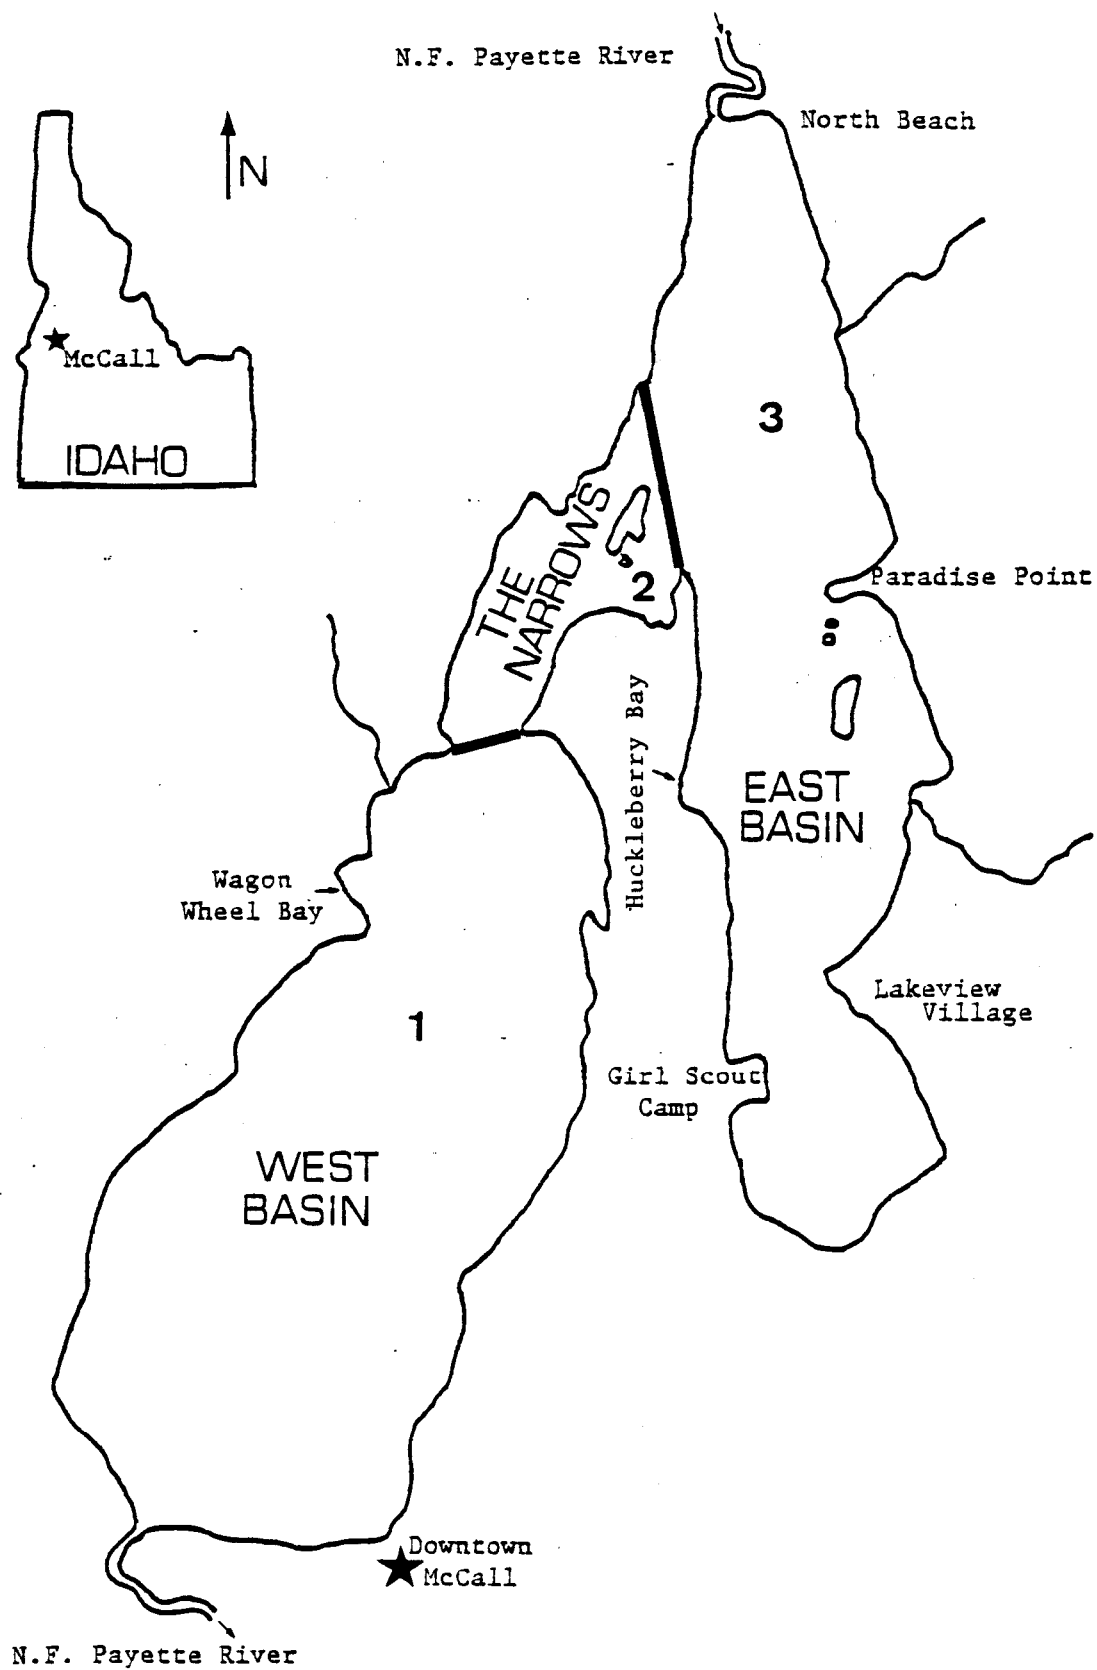 N.F. Payette River
North Beach
N
McCall
IDAHO
3
THE
NARROWS
2
Paradise Point
Huckleberry Bay
EAST
BASIN
Wagon
Wheel Bay
Lakeview
Village
1
Girl Scout
Camp
WEST
BASIN
Downtown
McCall
N.F. Payette River